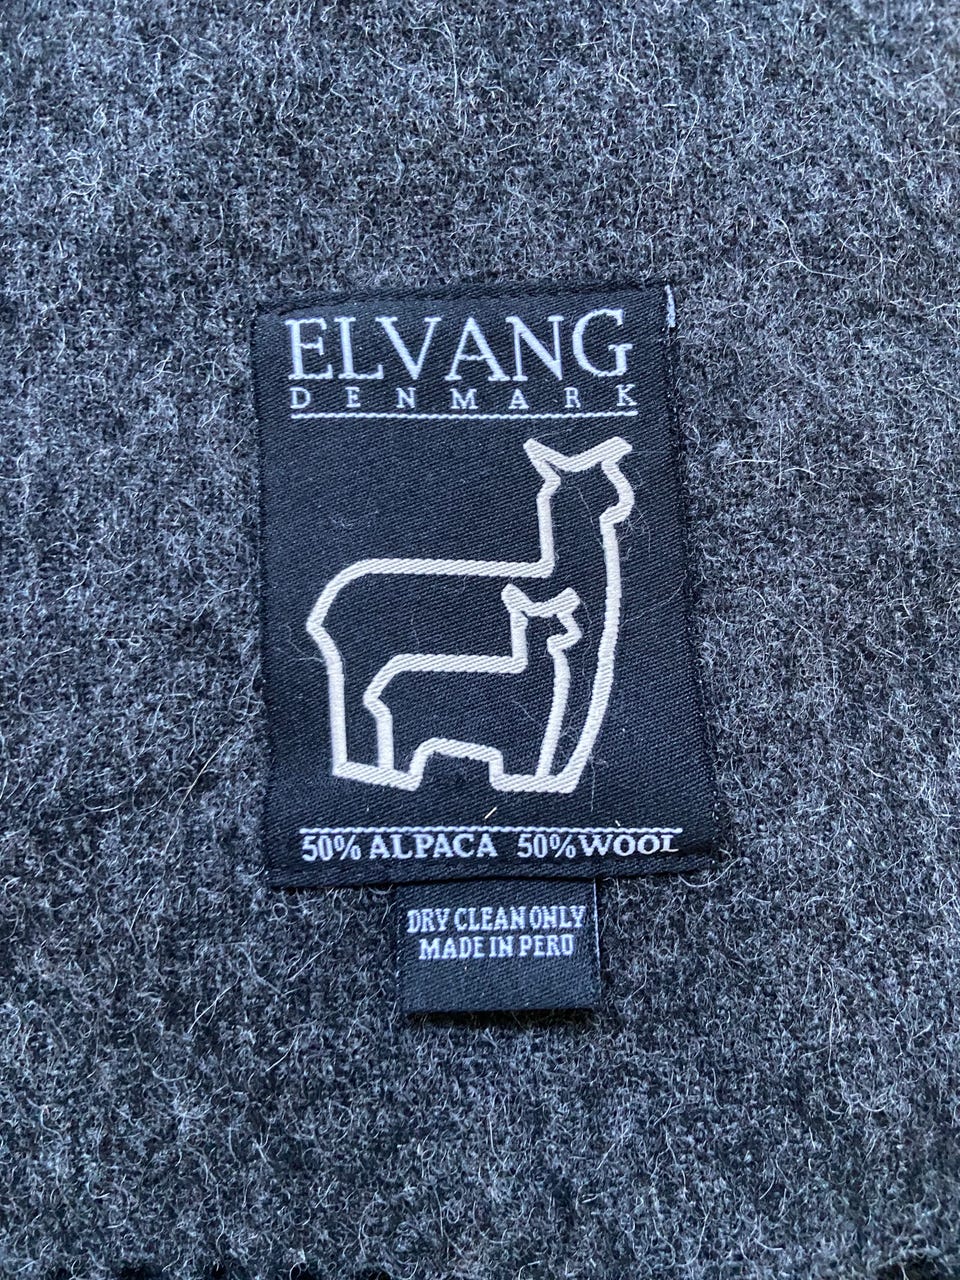 ELVANG
DENMARK
50% ALPACA 50% WOOL
DRY CLEAN ONLY
MADE IN PERU